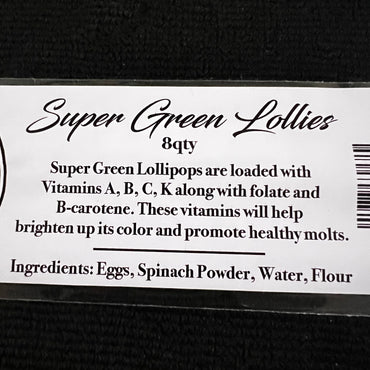 Super Green Lollies
8qty
Super Green Lollipops are loaded with
Vitamins A, B, C, K along with folate and
B-carotene. These vitamins will help
brighten up its color and promote healthy molts.
Ingredients: Eggs, Spinach Powder, Water, Flour